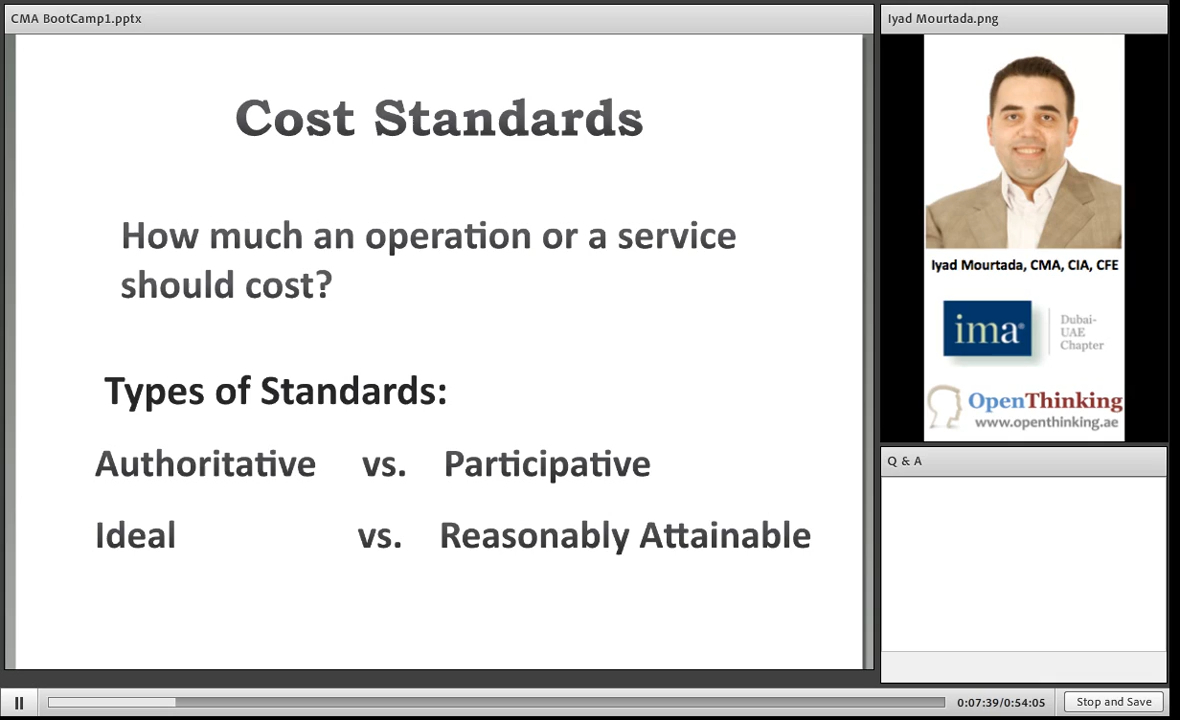 CMA BootCamp1.pptx
Cost Standards
How much an operation or a service
should cost?
Types of Standards:
Authoritative vs. Participative
Ideal vs. Reasonably Attainable
Iyad Mourtada.png
Iyad Mourtada, CMA, CIA, CFE
ima®
Dubai-
UAE
Chapter
OpenThinking
www.openthinking.ae
Q & A
0:07:39/0:54:05
Stop and Save